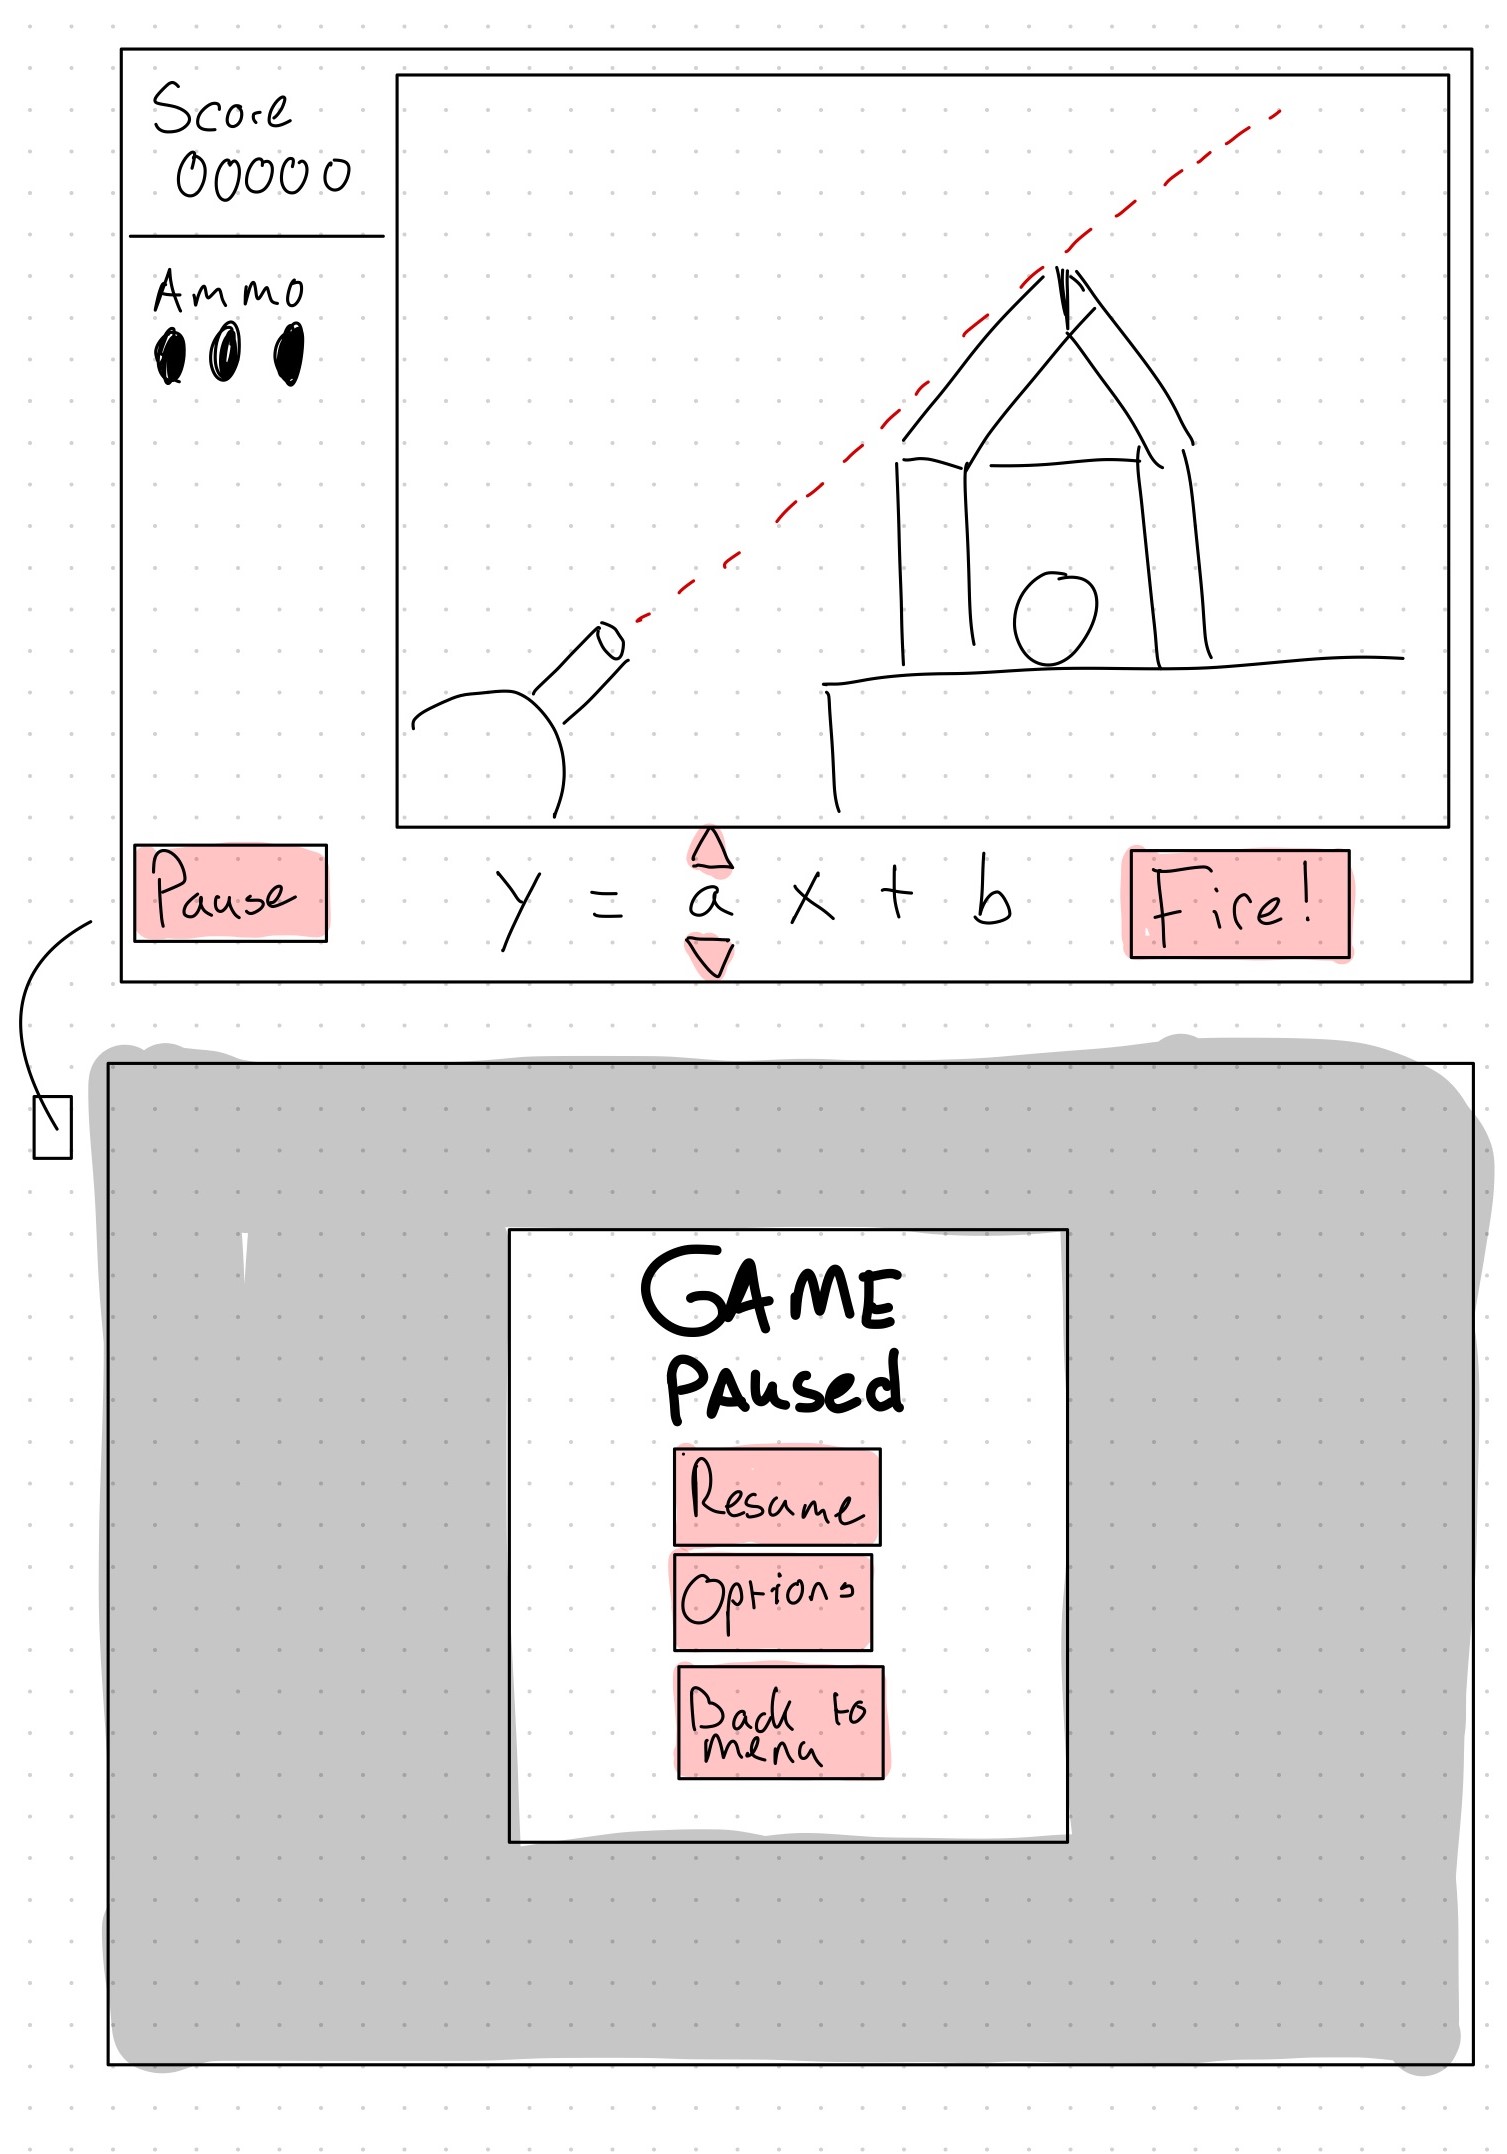 Score
00000
Ammo
Pause
y = a x + b
Fire!
GAME
PAused
Resume
Options
Back to
menu